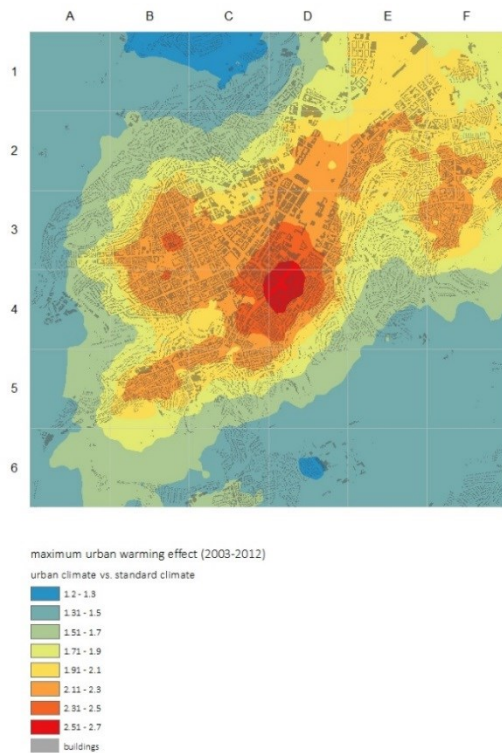 A B C D E F
1
2
3
4
5
6
maximum urban warming effect (2003-2012)
urban climate vs. standard climate
1.2 - 1.3
1.31 - 1.5
1.51 - 1.7
1.71 - 1.9
1.91 - 2.1
2.11 - 2.3
2.31 - 2.5
2.51 - 2.7
buildings